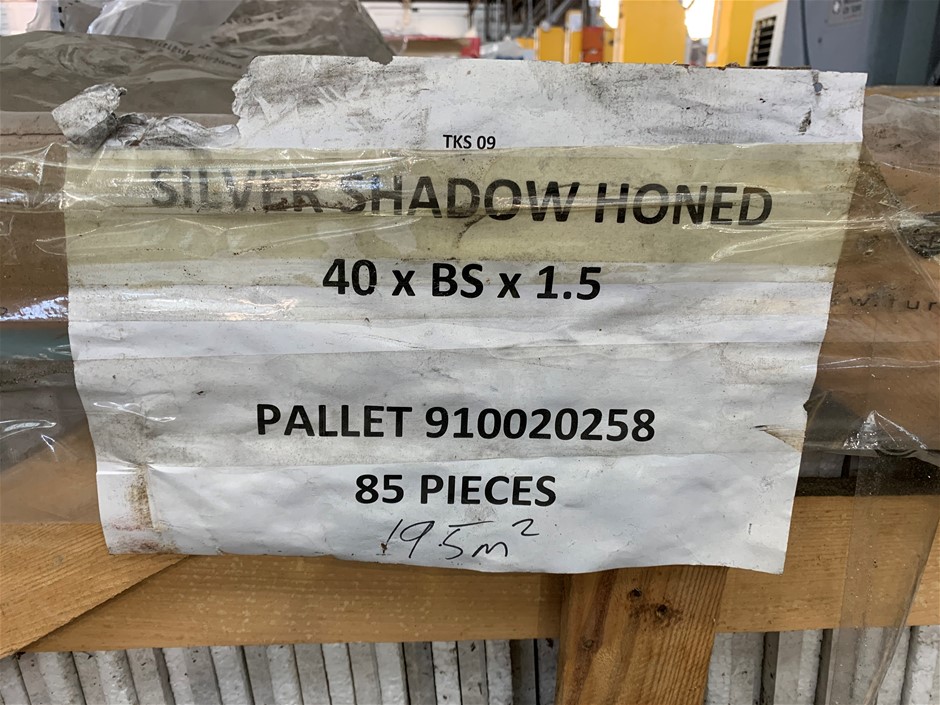 TKS 09
SILVER SHADOW HONED
40 x BS x 1.5
PALLET 910020258
85 PIECES
19.5m²